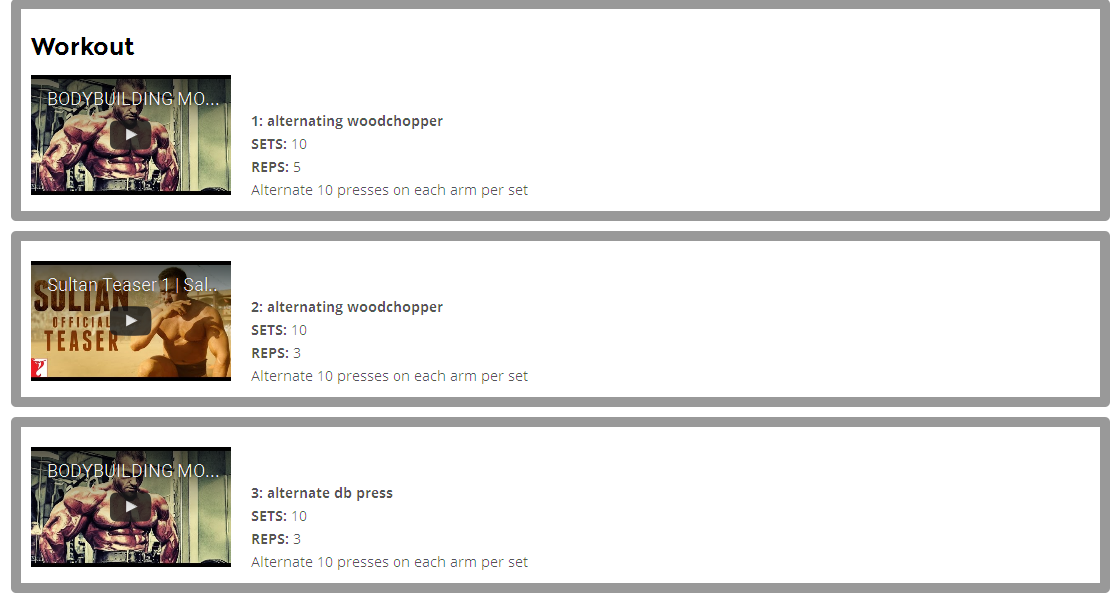 Workout
BODYBUILDING MO...
1: alternating woodchopper
SETS: 10
REPS: 5
Alternate 10 presses on each arm per set
Sultan Teaser 1 | Sal...
SULTAN
OFFICIAL
TEASER
2: alternating woodchopper
SETS: 10
REPS: 3
Alternate 10 presses on each arm per set
BODYBUILDING MO...
3: alternate db press
SETS: 10
REPS: 3
Alternate 10 presses on each arm per set